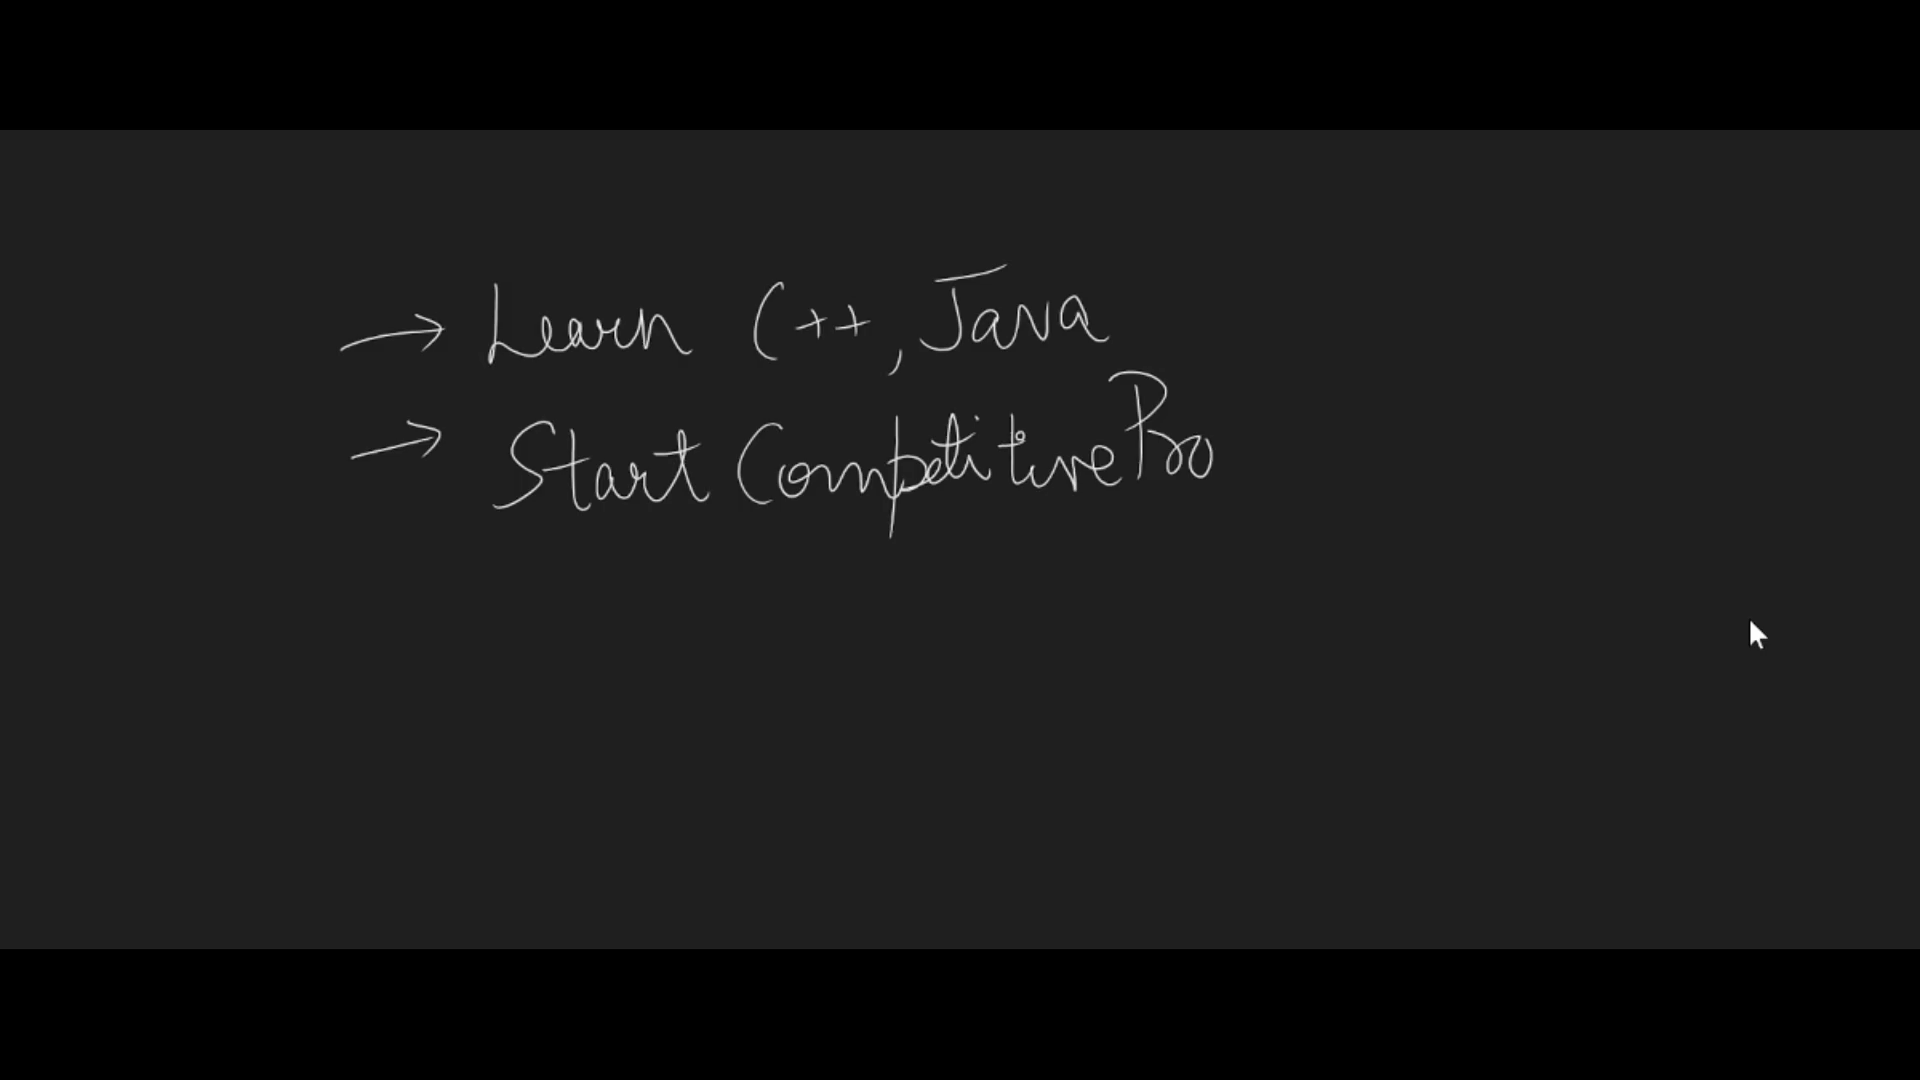 → Learn C++, Java
→ Start Competitive Pro